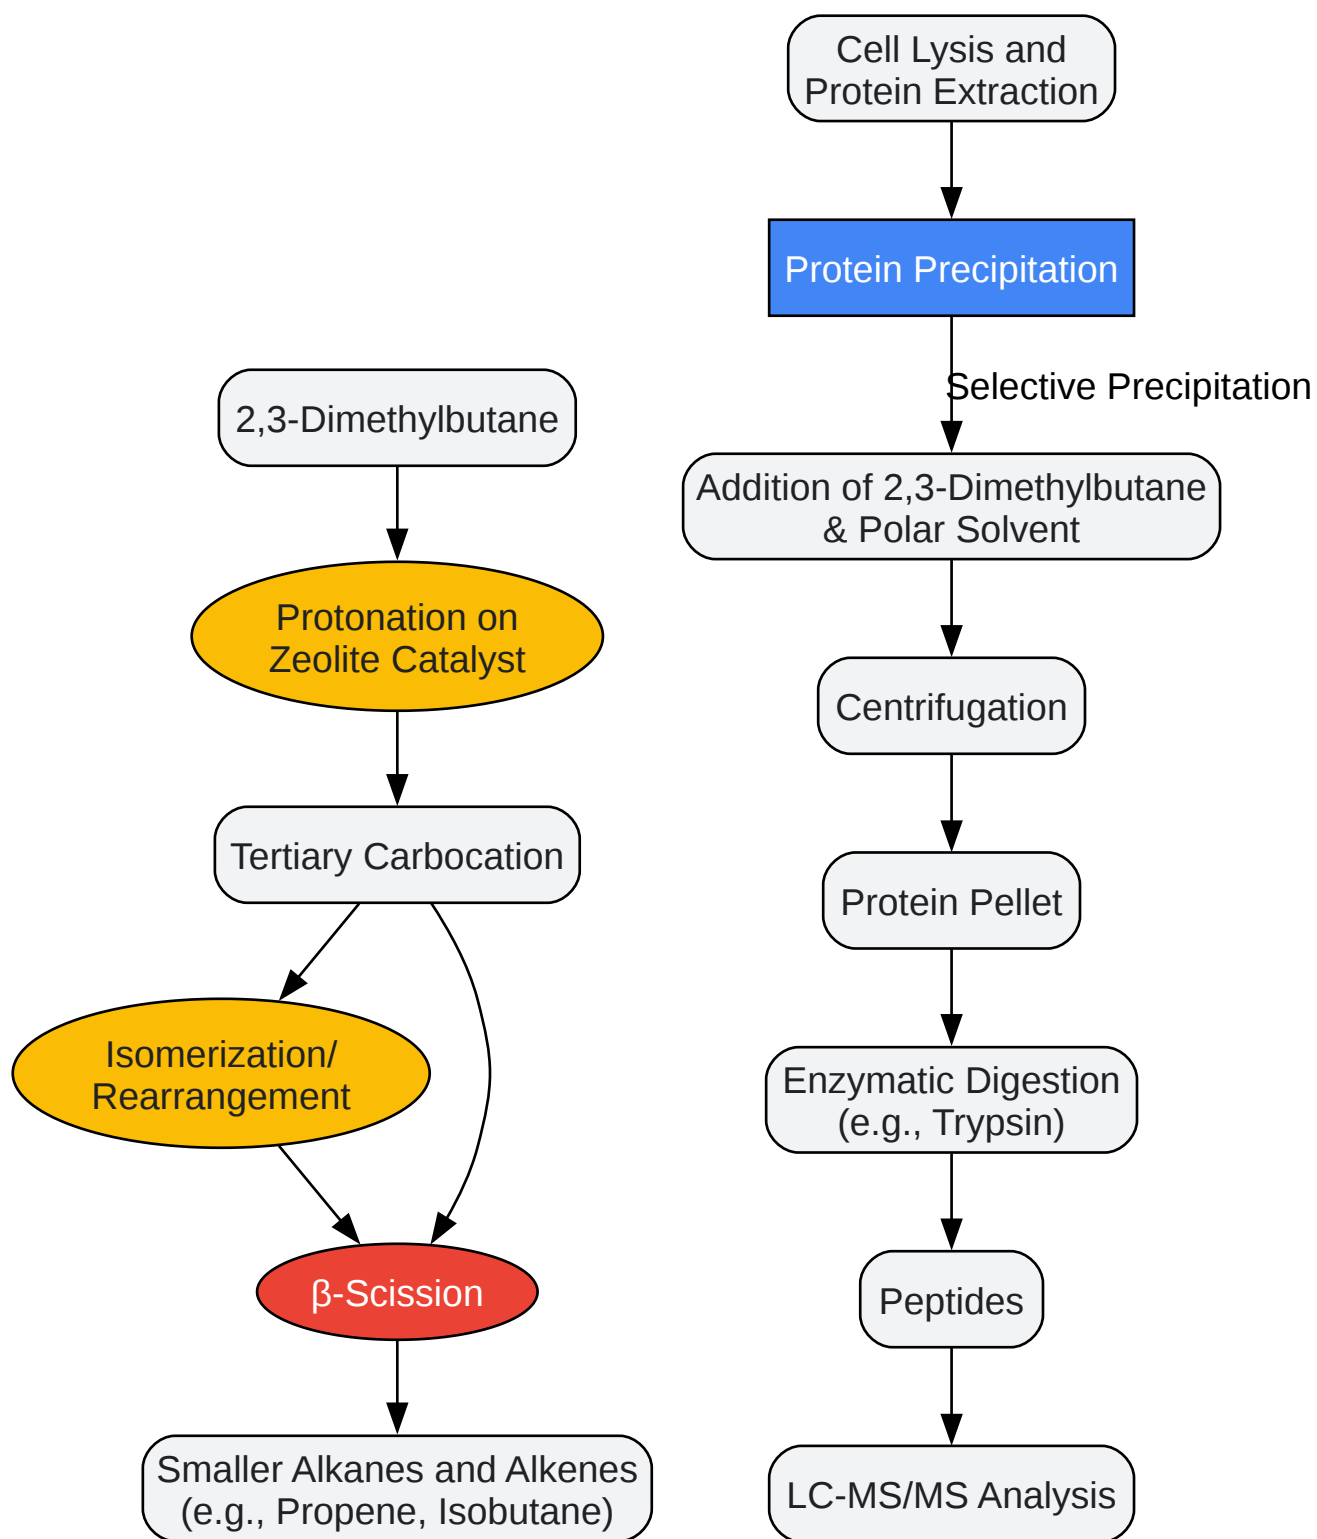 Cell Lysis and
Protein Extraction
Protein Precipitation
Selective Precipitation
Addition of 2,3-Dimethylbutane
& Polar Solvent
Centrifugation
Protein Pellet
Enzymatic Digestion
(e.g., Trypsin)
Peptides
LC-MS/MS Analysis
2,3-Dimethylbutane
Protonation on
Zeolite Catalyst
Tertiary Carbocation
Isomerization/
Rearrangement
β-Scission
Smaller Alkanes and Alkenes
(e.g., Propene, Isobutane)